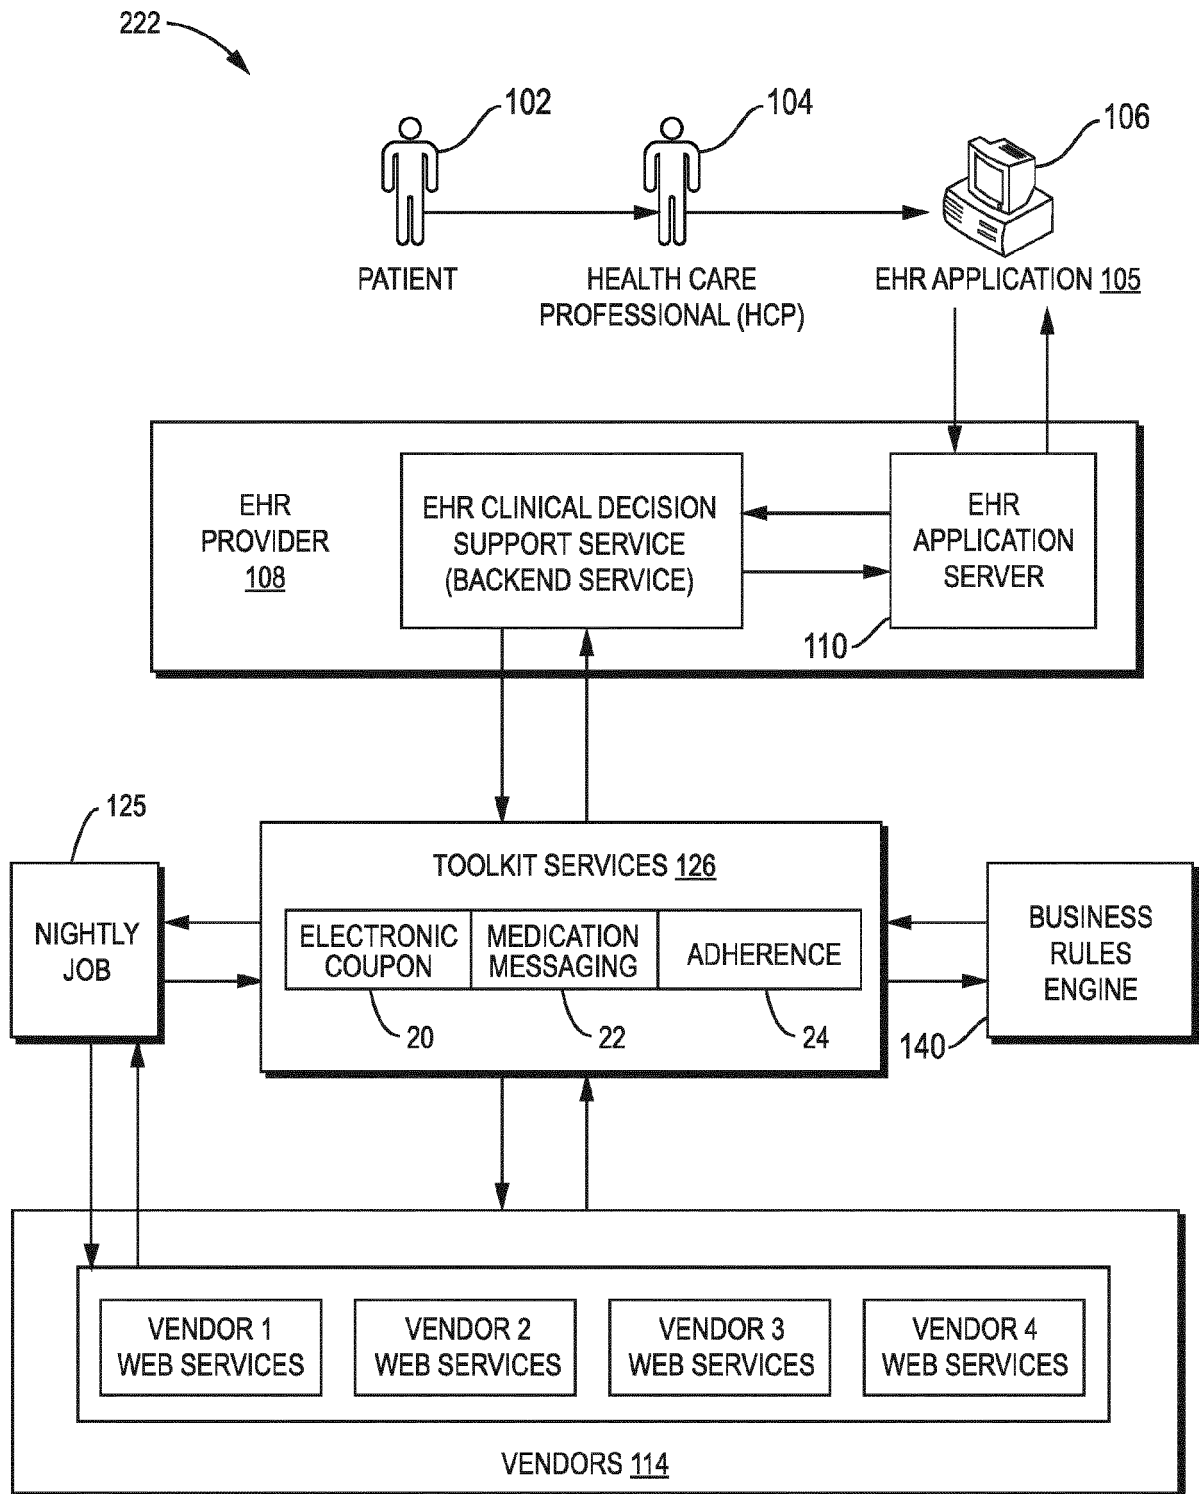 222
102
104
106
PATIENT
HEALTH CARE
PROFESSIONAL (HCP)
EHR APPLICATION 105
EHR
PROVIDER
108
EHR CLINICAL DECISION
SUPPORT SERVICE
(BACKEND SERVICE)
EHR
APPLICATION
SERVER
110
125
NIGHTLY
JOB
TOOLKIT SERVICES 126
ELECTRONIC
COUPON
MEDICATION
MESSAGING
ADHERENCE
20
22
24
BUSINESS
RULES
ENGINE
140
VENDOR 1
WEB SERVICES
VENDOR 2
WEB SERVICES
VENDOR 3
WEB SERVICES
VENDOR 4
WEB SERVICES
VENDORS 114